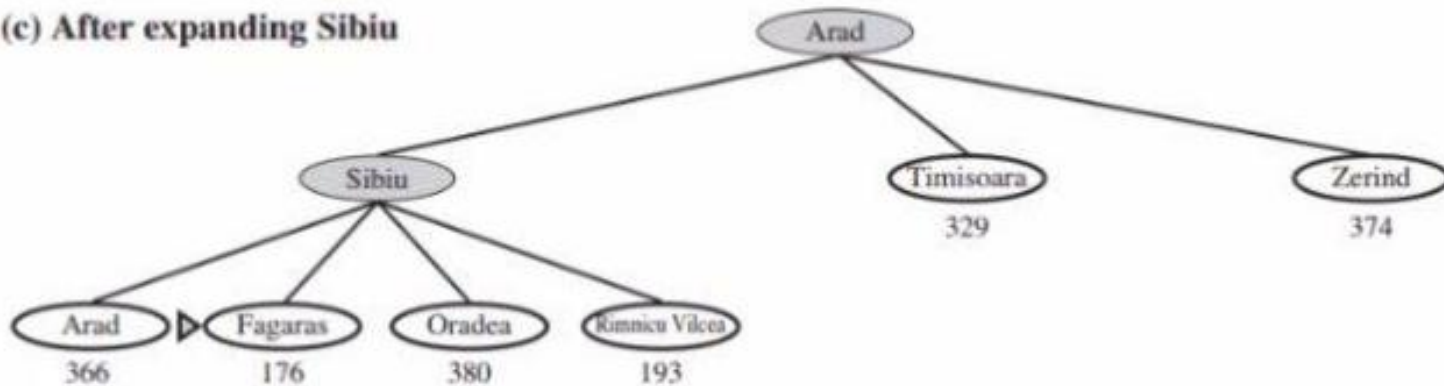 (c) After expanding Sibiu
Arad
Sibiu
Timisoara
Zerind
329
374
Arad
Fagaras
Oradea
Rimnicu Vilcea
366
176
380
193